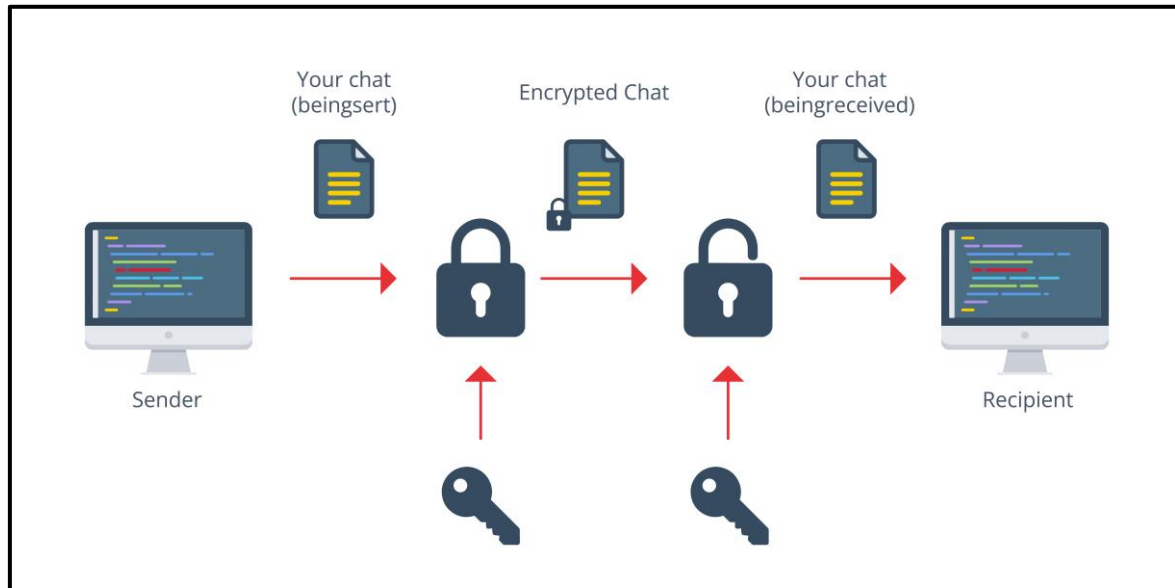 Your chat
(beingsert)
Encrypted Chat
Your chat
(beingreceived)
Sender
Recipient